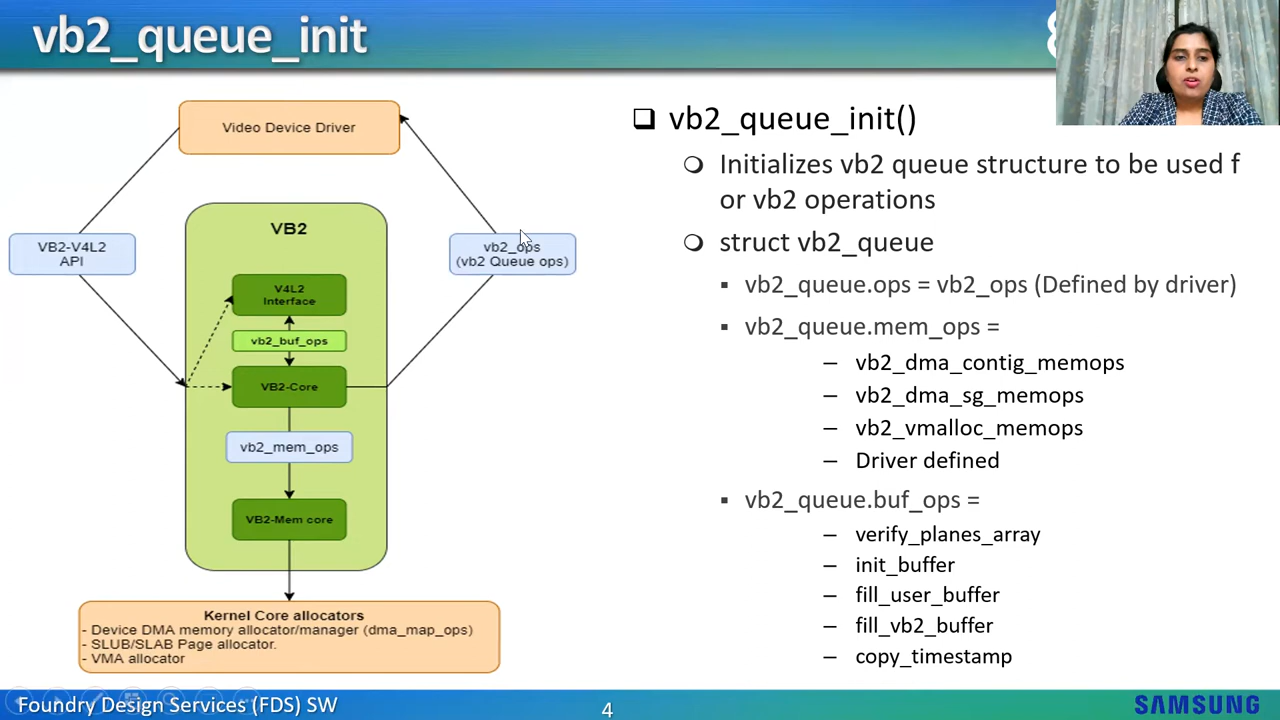 vb2_queue_init
Video Device Driver
VB2-V4L2
API
VB2
vb2_ops
(vb2 Queue ops)
V4L2
Interface
vb2_buf_ops
VB2-Core
vb2_mem_ops
VB2-Mem core
Kernel Core allocators
- Device DMA memory allocator/manager (dma_map_ops)
- SLUB/SLAB Page allocator.
- VMA allocator
vb2_queue_init()
Initializes vb2 queue structure to be used f
or vb2 operations
struct vb2_queue
vb2_queue.ops = vb2_ops (Defined by driver)
vb2_queue.mem_ops =
– vb2_dma_contig_memops
– vb2_dma_sg_memops
– vb2_vmalloc_memops
– Driver defined
vb2_queue.buf_ops =
– verify_planes_array
– init_buffer
– fill_user_buffer
– fill_vb2_buffer
– copy_timestamp
Foundry Design Services (FDS) SW
4
SAMSUNG